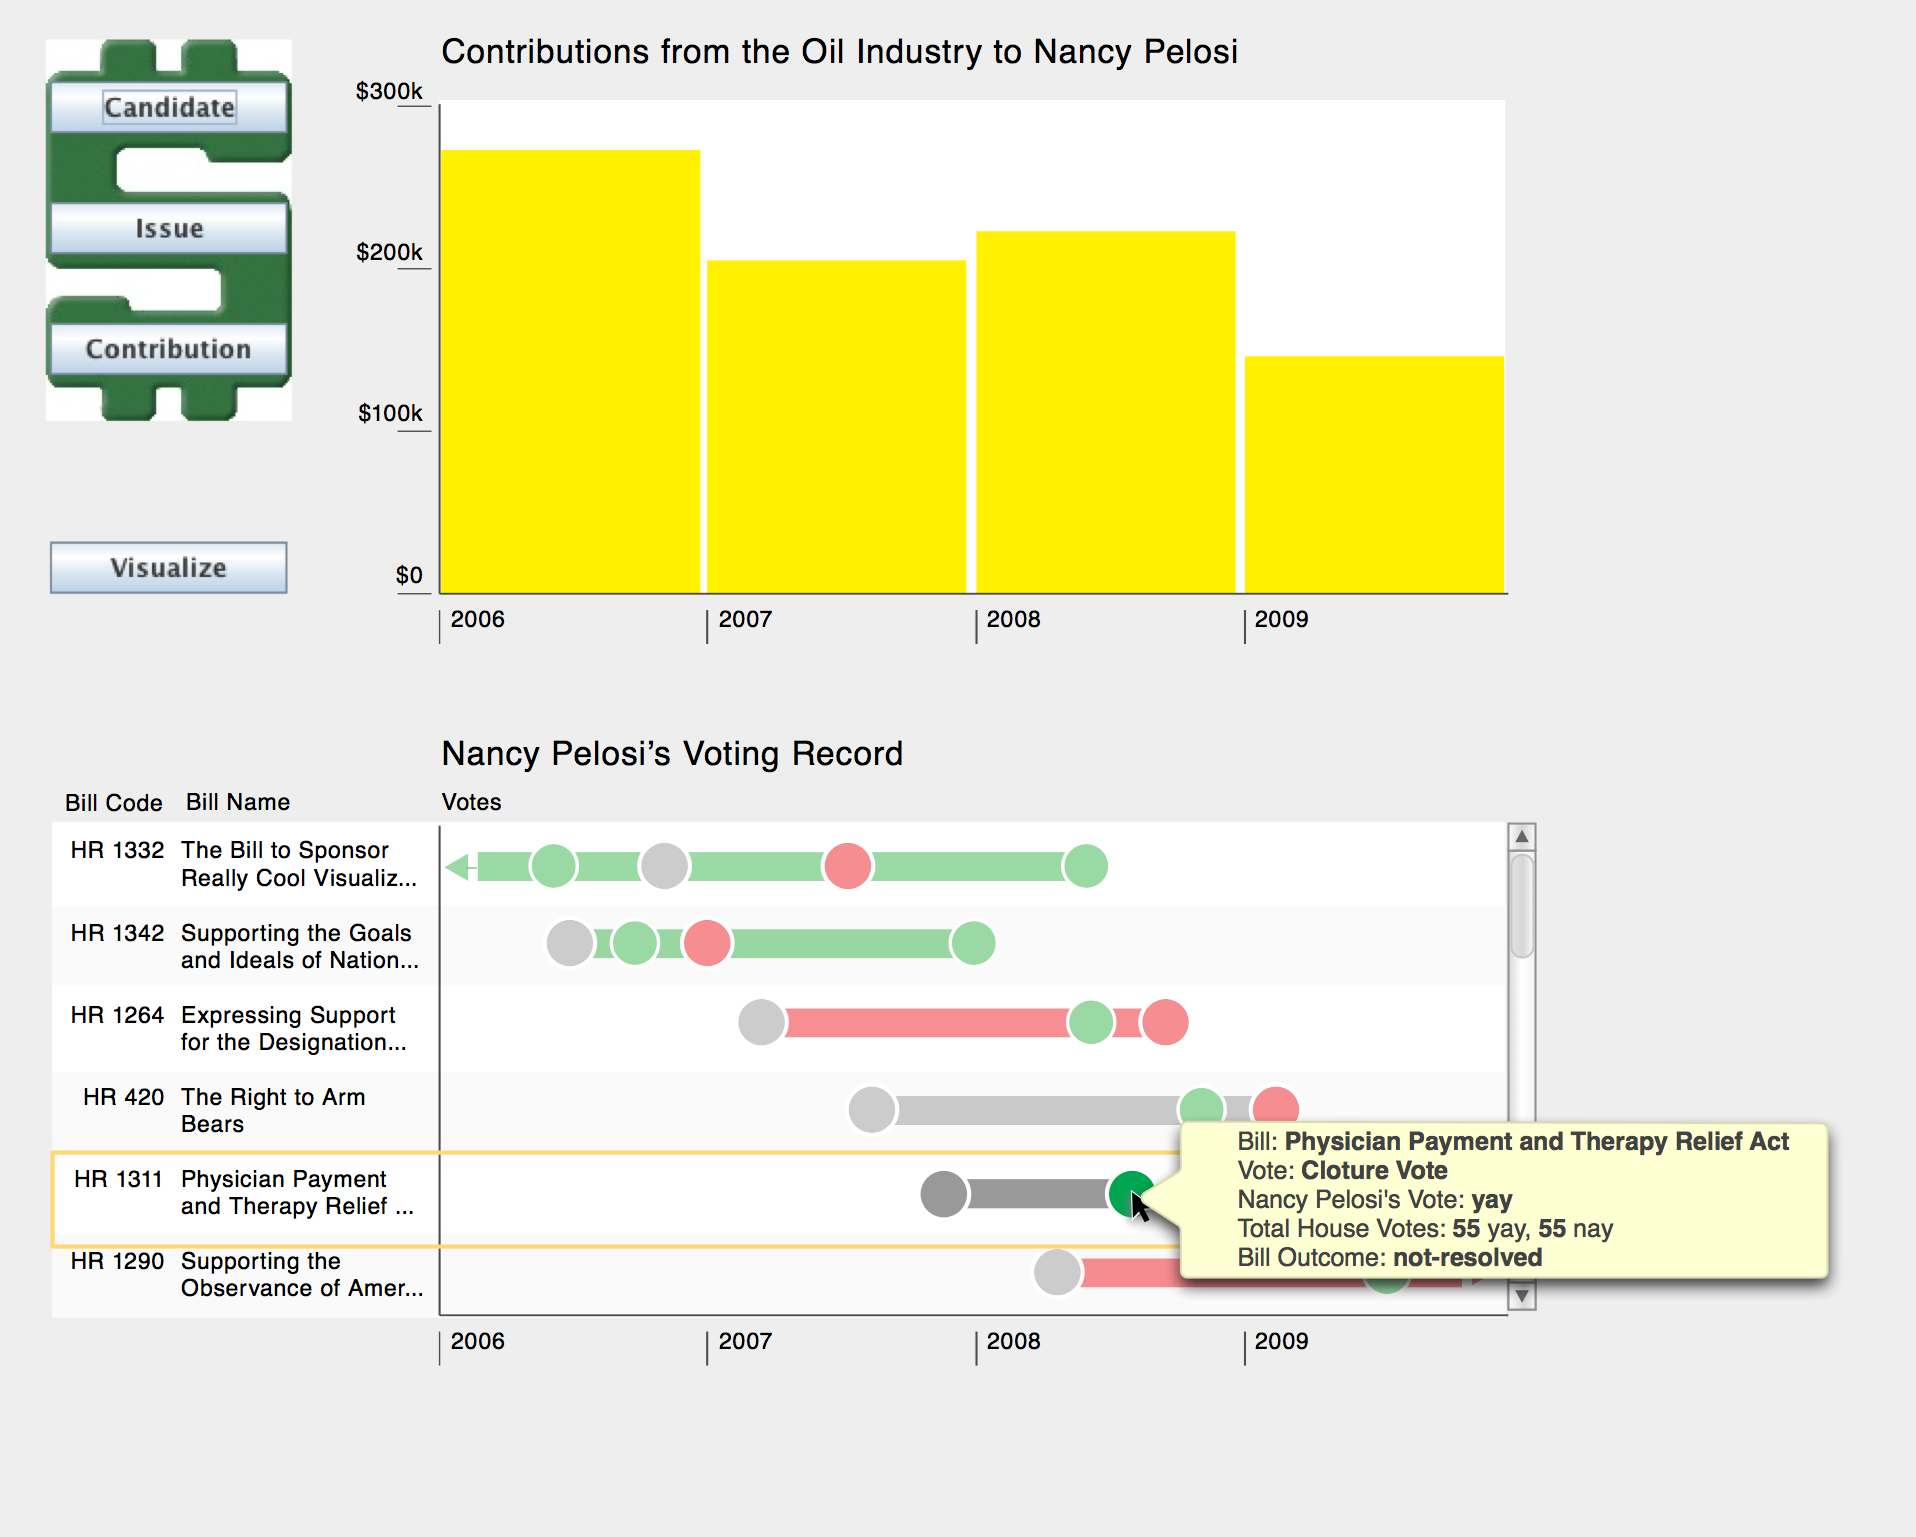 Candidate
Issue
Contribution
Visualize
Contributions from the Oil Industry to Nancy Pelosi
$300k
$200k
$100k
$0
2006 2007 2008 2009
Nancy Pelosi’s Voting Record
Bill Code Bill Name Votes
HR 1332 The Bill to Sponsor
Really Cool Visualiz...
HR 1342 Supporting the Goals
and Ideals of Nation...
HR 1264 Expressing Support
for the Designation...
HR 420 The Right to Arm
Bears
HR 1311 Physician Payment
and Therapy Relief ...
HR 1290 Supporting the
Observance of Amer...
Bill: Physician Payment and Therapy Relief Act
Vote: Cloture Vote
Nancy Pelosi's Vote: yay
Total House Votes: 55 yay, 55 nay
Bill Outcome: not-resolved
2006 2007 2008 2009